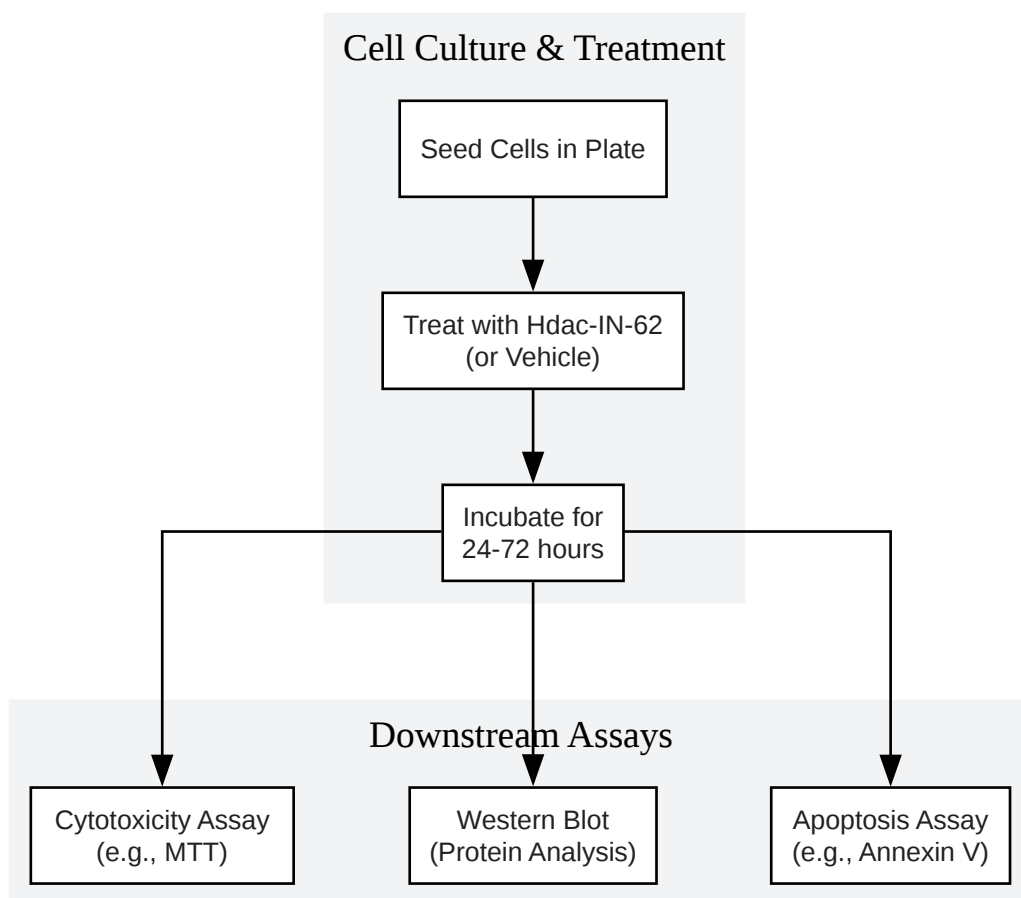 Cell Culture & Treatment
Seed Cells in Plate
Treat with Hdac-IN-62
(or Vehicle)
Incubate for
24-72 hours
Downstream Assays
Cytotoxicity Assay
(e.g., MTT)
Western Blot
(Protein Analysis)
Apoptosis Assay
(e.g., Annexin V)